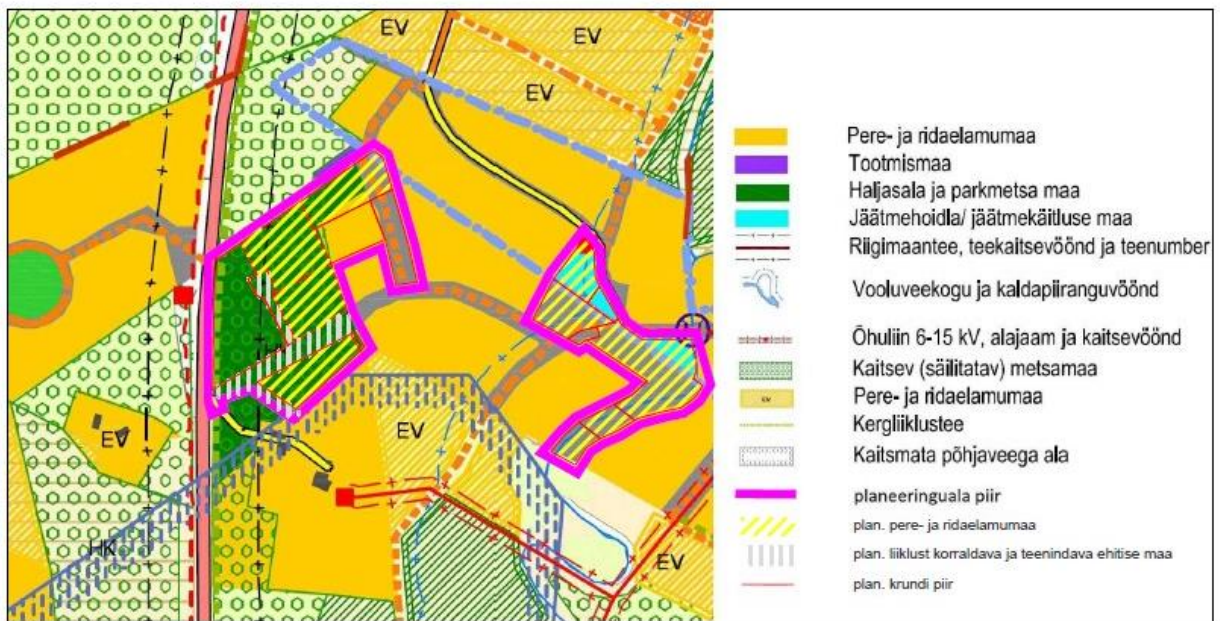 EV
EV
EV
EV
EV
EV
HK
Pere- ja ridaelamumaa
Tootmismaa
Haljasala ja parkmetsa maa
Jäätmehoidla/ jäätmekäitluse maa
Riigimaantee, teekaitsevöönd ja teenumber
Vooluveekogu ja kaldapiiranguvöönd
Õhuliin 6-15 kV, alajaam ja kaitsevöönd
Kaitsev (säilitatav) metsamaa
EV
Pere- ja ridaelamumaa
Kergliiklustee
Kaitsmata põhjaveega ala
planeeringuala piir
plan. pere- ja ridaelamumaa
plan. liiklust korraldava ja teenindava ehitise maa
plan. krundi piir